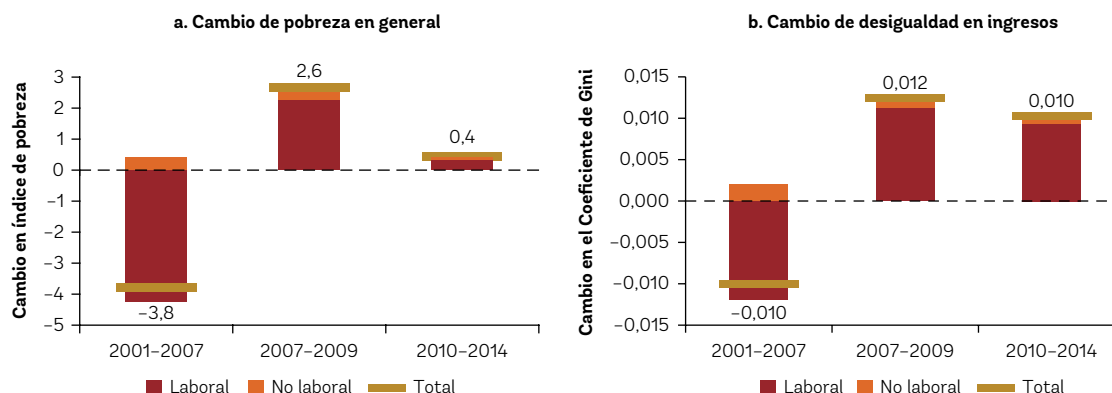 a. Cambio de pobreza en general
Cambio en índice de pobreza
3
2
1
0
−1
−2
−3
−4
−5
2,6
0,4
−3,8
2001–2007
2007–2009
2010–2014
Laboral
No laboral
Total
b. Cambio de desigualdad en ingresos
Cambio en el Coeficiente de Gini
0,015
0,010
0,005
0,000
−0,005
−0,010
−0,015
0,012
0,010
−0,010
2001–2007
2007–2009
2010–2014
Laboral
No laboral
Total